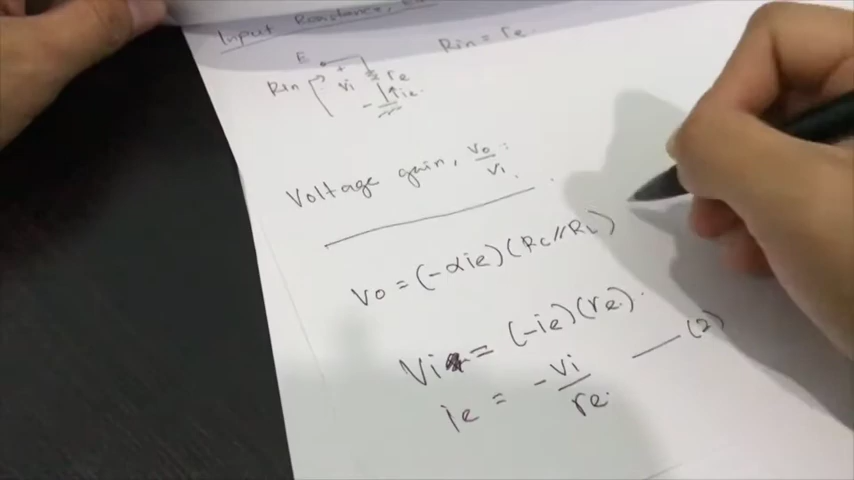 Input Resistance,
Rin = re.
E
Rin + Vi re
- ie.
Voltage gain, Vo/Vi :
Vo = (-αie)(Rc//RL)
Vi = (-ie)(re).
ie = - Vi/re. —— (2)